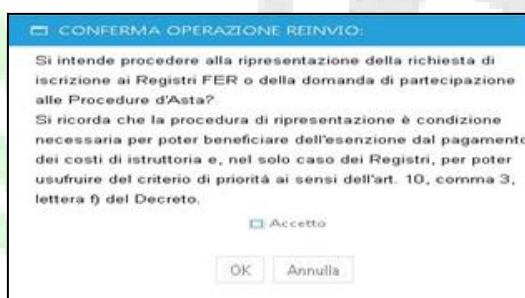 CONFERMA OPERAZIONE REINVIO:
Si intende procedere alla ripresentazione della richiesta di
iscrizione ai Registri FER o della domanda di partecipazione
alle Procedure d'Asta?
Si ricorda che la procedura di ripresentazione è condizione
necessaria per poter beneficiare dell'esenzione dal pagamento
dei costi di istruttoria e, nel solo caso dei Registri, per poter
usufruire del criterio di priorità ai sensi dell'art. 10, comma 3,
lettera f) del Decreto.
Accetto
OK Annulla